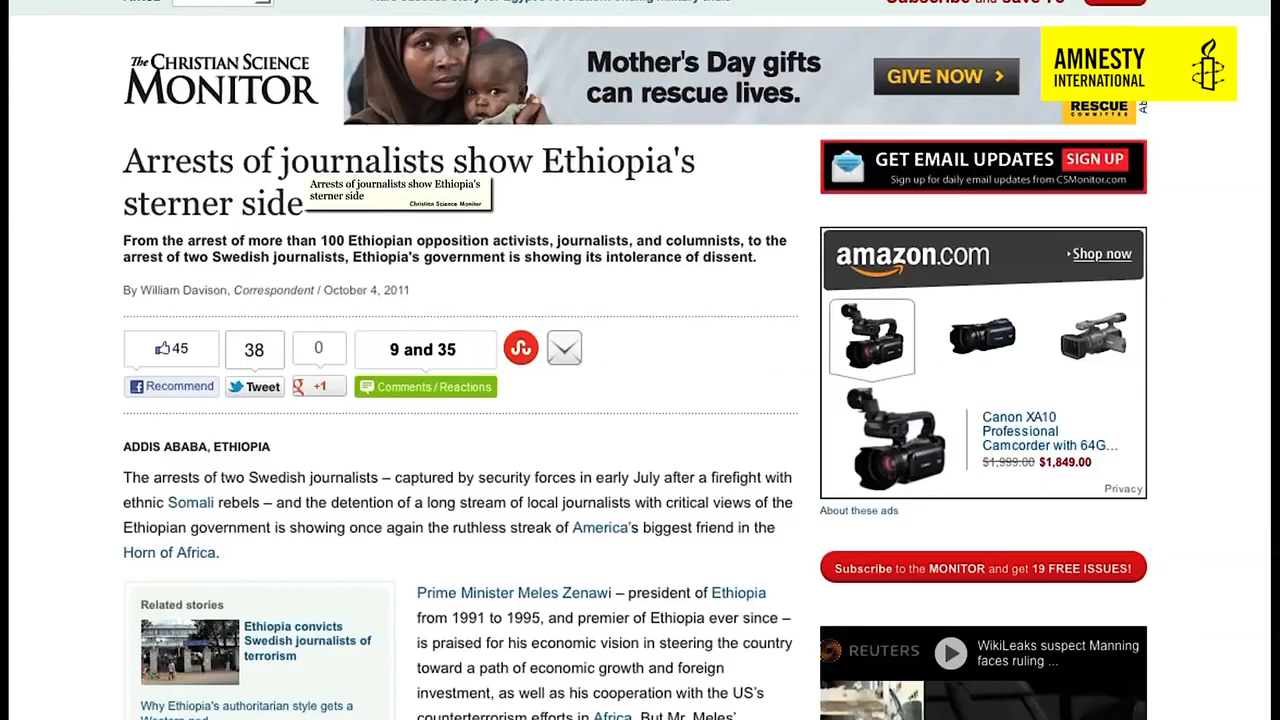 Subscribe and save 70
The CHRISTIAN SCIENCE
MONITOR
Mother's Day gifts
can rescue lives.
GIVE NOW >
RESCUE
COMMITTEE
AMNESTY
INTERNATIONAL
Arrests of journalists show Ethiopia's
sterner side
Arrests of journalists show Ethiopia's
sterner side
Christian Science Monitor
From the arrest of more than 100 Ethiopian opposition activists, journalists, and columnists, to the
arrest of two Swedish journalists, Ethiopia's government is showing its intolerance of dissent.
By William Davison, Correspondent / October 4, 2011
45
38
0
9 and 35
Recommend
Tweet
+1
Comments / Reactions
ADDIS ABABA, ETHIOPIA
The arrests of two Swedish journalists – captured by security forces in early July after a firefight with
ethnic Somali rebels – and the detention of a long stream of local journalists with critical views of the
Ethiopian government is showing once again the ruthless streak of America's biggest friend in the
Horn of Africa.
Related stories
Ethiopia convicts
Swedish journalists of
terrorism
Why Ethiopia's authoritarian style gets a
Prime Minister Meles Zenawi – president of Ethiopia
from 1991 to 1995, and premier of Ethiopia ever since –
is praised for his economic vision in steering the country
toward a path of economic growth and foreign
investment, as well as his cooperation with the US's
counterterrorism efforts in Africa. But Mr. Meles'
GET EMAIL UPDATES SIGN UP
Sign up for daily email updates from CSMonitor.com
amazon.com
Shop now
Canon XA10
Professional
Camcorder with 64G...
$1,999.00 $1,849.00
Privacy
About these ads
Subscribe to the MONITOR and get 19 FREE ISSUES!
REUTERS
WikiLeaks suspect Manning
faces ruling ...